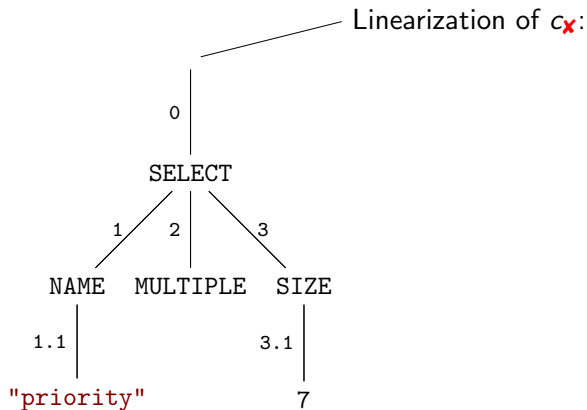 Linearization of c✘:
0
SELECT
1 2 3
NAME MULTIPLE SIZE
1.1 3.1
"priority" 7